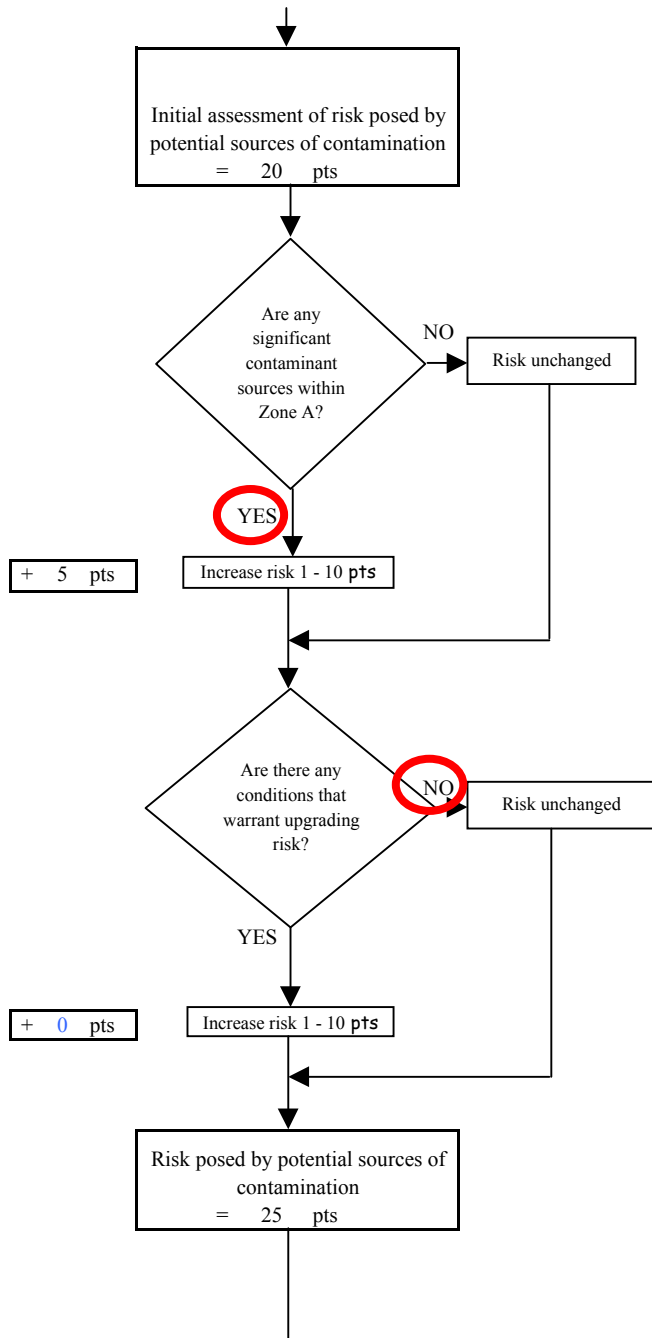 Initial assessment of risk posed by
potential sources of contamination
= 20 pts
Are any
significant
contaminant
sources within
Zone A?
NO
Risk unchanged
YES
+ 5 pts
Increase risk 1 - 10 pts
Are there any
conditions that
warrant upgrading
risk?
NO
Risk unchanged
YES
+ 0 pts
Increase risk 1 - 10 pts
Risk posed by potential sources of
contamination
= 25 pts